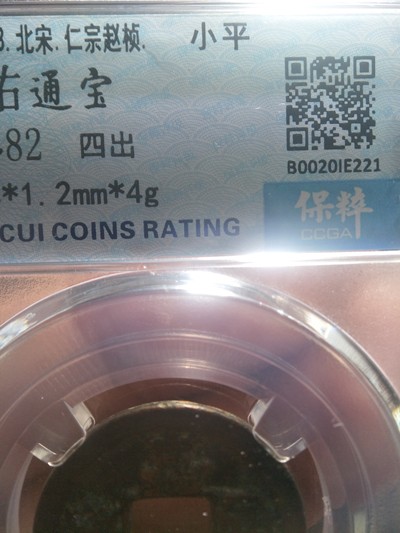 3.北宋.仁宗赵桢. 小平
右通宝
82 四出
*1.2mm*4g
B0020IE221
CUI COINS RATING
保粹
CCGA